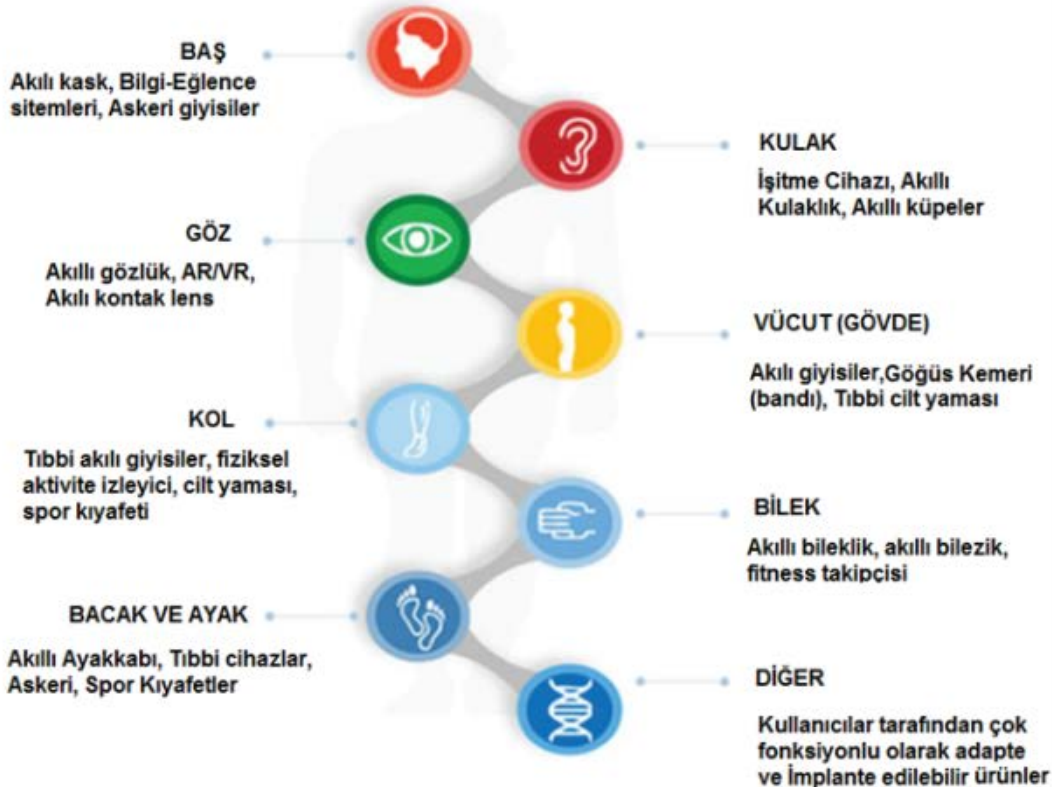 BAŞ
Akılı kask, Bilgi-Eğlence
sitemleri, Askeri giyisiler
KULAK
İşitme Cihazı, Akıllı
Kulaklık, Akıllı küpeler
GÖZ
Akıllı gözlük, AR/VR,
Akılı kontak lens
VÜCUT (GÖVDE)
Akılı giyisiler,Göğüs Kemeri
(bandı), Tıbbi cilt yaması
KOL
Tıbbi akılı giyisiler, fiziksel
aktivite izleyici, cilt yaması,
spor kıyafeti
BİLEK
Akıllı bileklik, akıllı bilezik,
fitness takipçisi
BACAK VE AYAK
Akıllı Ayakkabı, Tıbbi cihazlar,
Askeri, Spor Kıyafetler
DİĞER
Kullanıcılar tarafından çok
fonksiyonlu olarak adapte
ve İmplante edilebilir ürünler